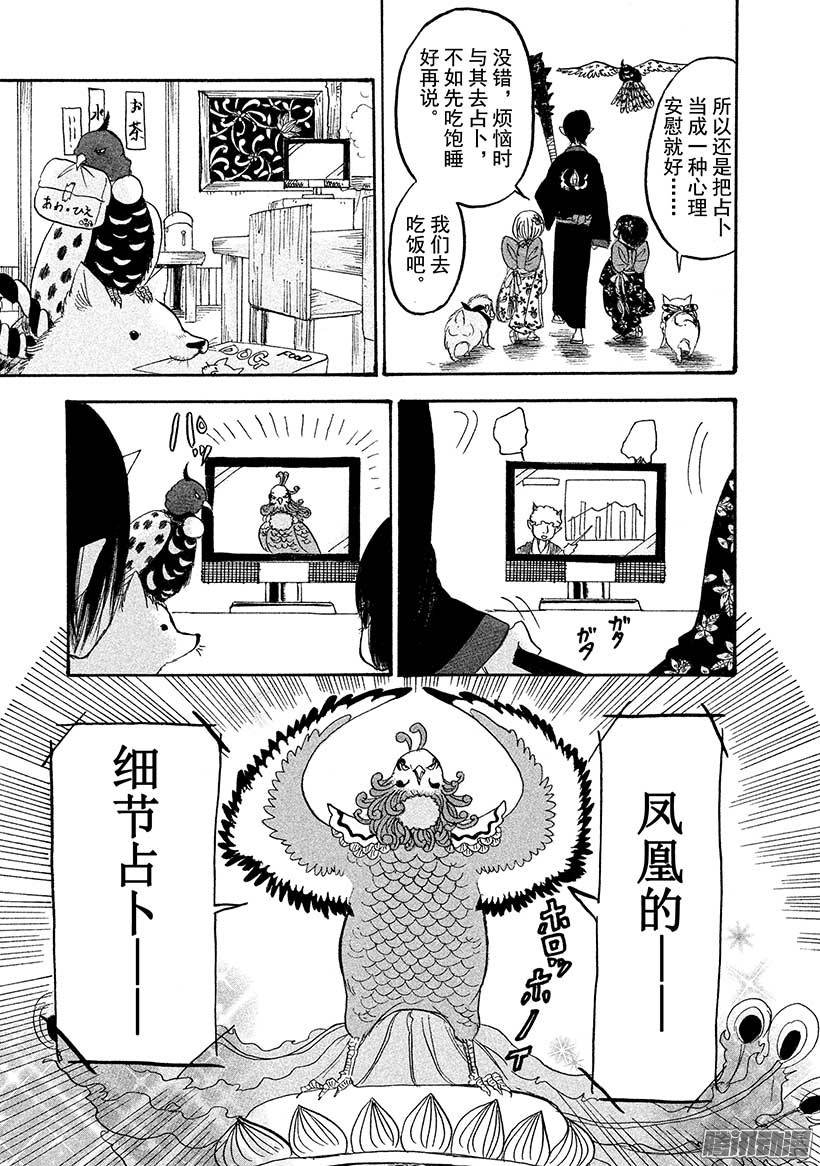 所以还是把占卜
当成一种心理
安慰就好……
没错，烦恼时
与其去占卜，
不如先吃饱睡
好再说。
我们去
吃饭吧。
お茶
水
あわ・ひえ
DOG
FOOD
ガタ
ガタ
凤凰的——
细节占卜——
ホロッホーゥ
腾讯动漫